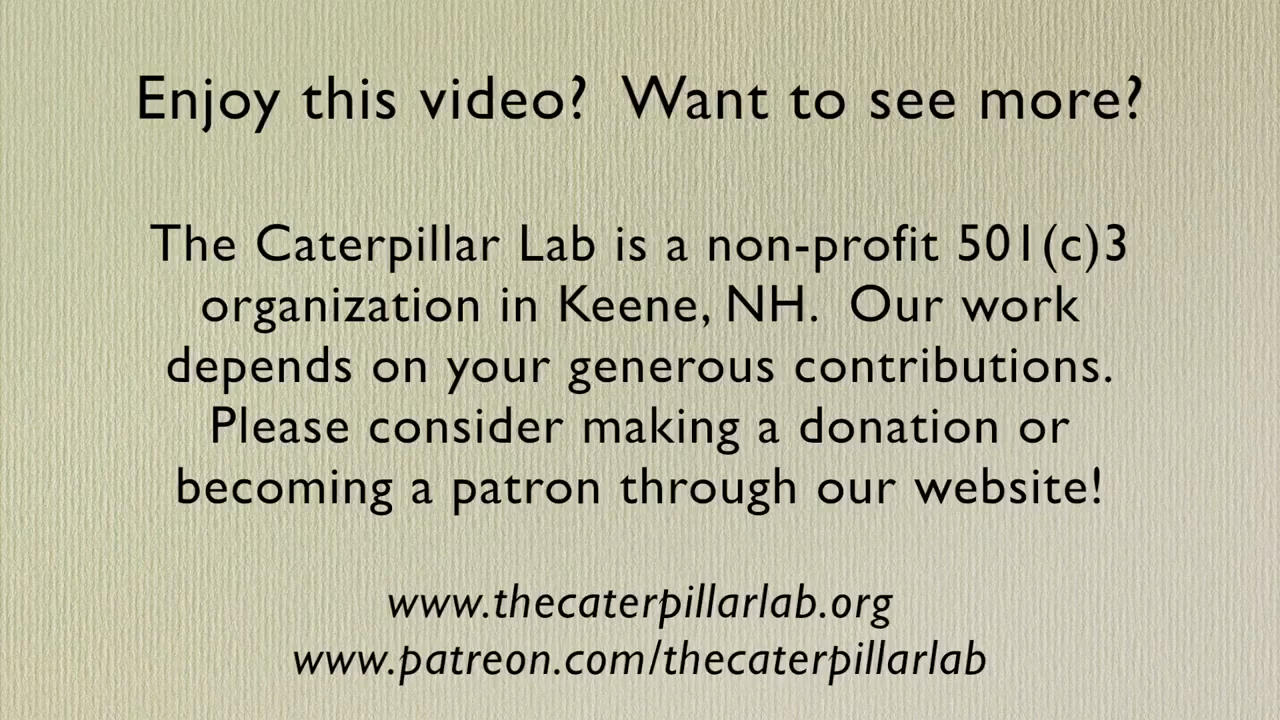 Enjoy this video?  Want to see more?
The Caterpillar Lab is a non-profit 501(c)3
organization in Keene, NH.  Our work
depends on your generous contributions.
Please consider making a donation or
becoming a patron through our website!
www.thecaterpillarlab.org
www.patreon.com/thecaterpillarlab